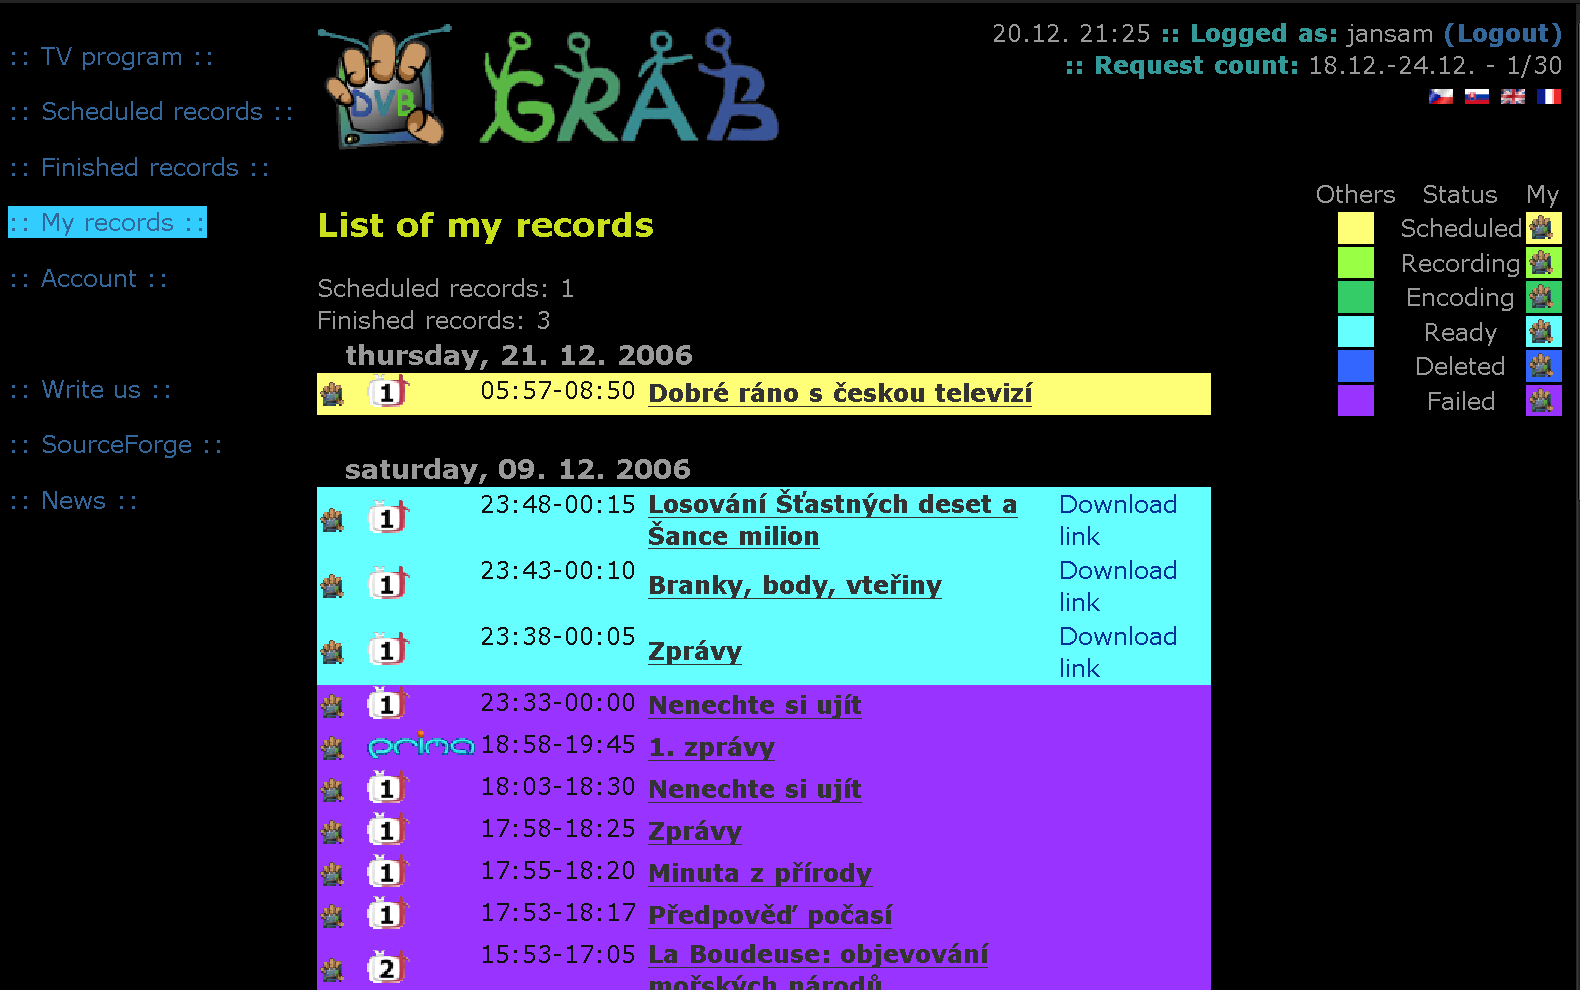 :: TV program ::
:: Scheduled records ::
:: Finished records ::
:: My records ::
:: Account ::
:: Write us ::
:: SourceForge ::
:: News ::
DVB GRAB
20.12. 21:25 :: Logged as: jansam (Logout)
:: Request count: 18.12.-24.12. - 1/30
Others Status My
Scheduled
Recording
Encoding
Ready
Deleted
Failed
List of my records
Scheduled records: 1
Finished records: 3
thursday, 21. 12. 2006
1 05:57-08:50 Dobré ráno s českou televizí
saturday, 09. 12. 2006
1 23:48-00:15 Losování Šťastných deset a Download
Šance milion link
1 23:43-00:10 Branky, body, vteřiny Download
link
1 23:38-00:05 Zprávy Download
link
1 23:33-00:00 Nenechte si ujít
prima 18:58-19:45 1. zprávy
1 18:03-18:30 Nenechte si ujít
1 17:58-18:25 Zprávy
1 17:55-18:20 Minuta z přírody
1 17:53-18:17 Předpověď počasí
2 15:53-17:05 La Boudeuse: objevování
mořských národů